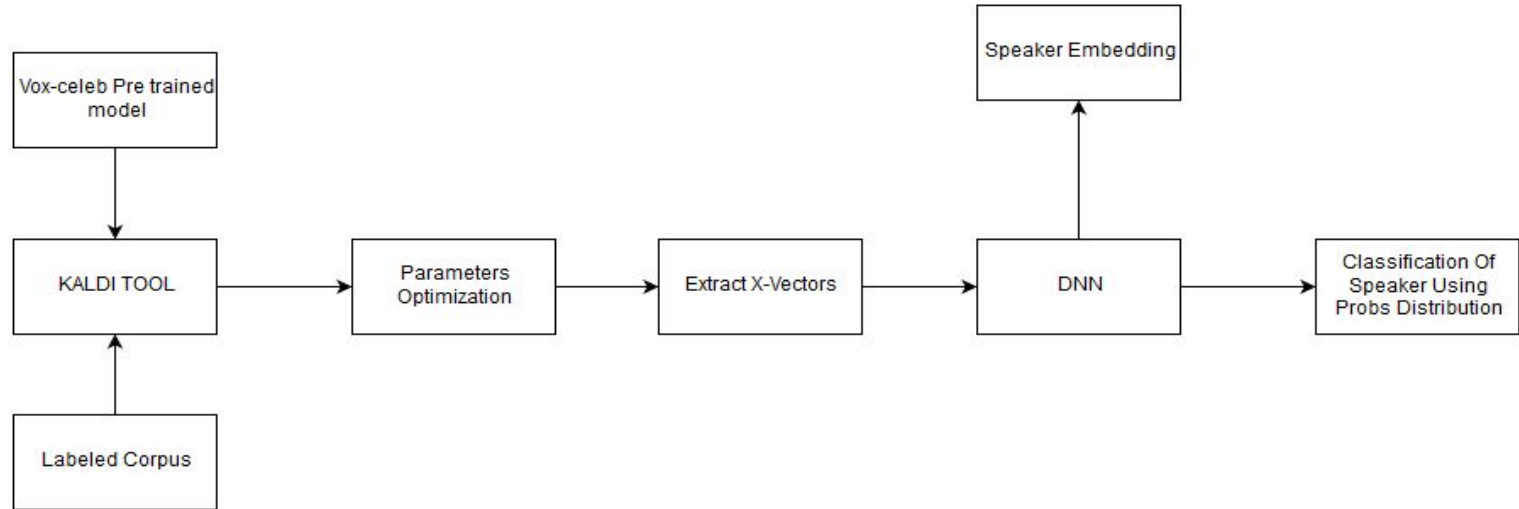 Speaker Embedding
Vox-celeb Pre trained
model
KALDI TOOL
Parameters
Optimization
Extract X-Vectors
DNN
Classification Of
Speaker Using
Probs Distribution
Labeled Corpus